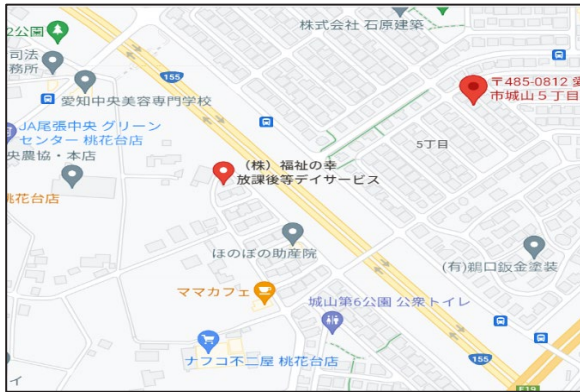 2公園
株式会社 石原建築
司法
務所
155
愛知中央美容専門学校
〒485-0812 愛
市城山5丁目
JA尾張中央 グリーン
センター 桃花台店
5丁目
央農協・本店
(株)福祉の幸
放課後等デイサービス
桃花台店
ほのぼの助産院
(有)鵜口鈑金塗装
ママカフェ
城山第6公園 公衆トイレ
ナフコ不二屋 桃花台店
155
イ
E19